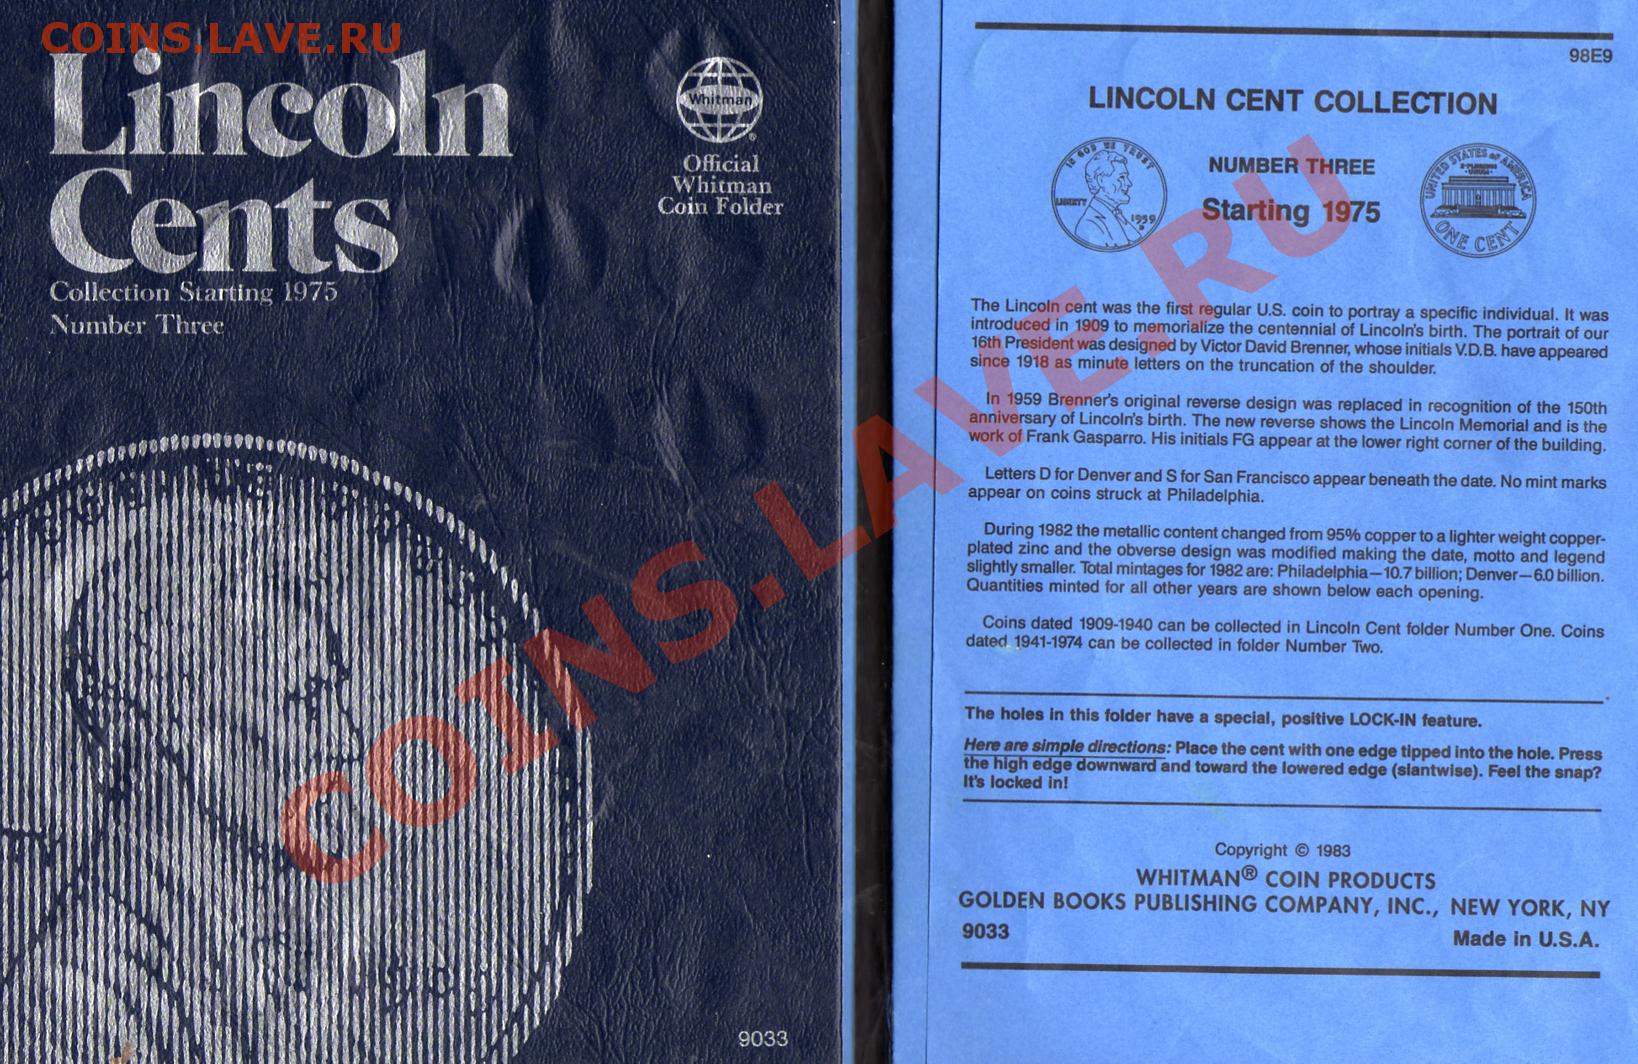 COINS.LAVE.RU
Lincoln
Cents
Collection Starting 1975
Number Three
Whitman
®
Official
Whitman
Coin Folder
9033
98E9
LINCOLN CENT COLLECTION
IN GOD WE TRUST
LIBERTY
1959
NUMBER THREE
Starting 1975
UNITED STATES of AMERICA
ONE CENT
The Lincoln cent was the first regular U.S. coin to portray a specific individual. It was
introduced in 1909 to memorialize the centennial of Lincoln's birth. The portrait of our
16th President was designed by Victor David Brenner, whose initials V.D.B. have appeared
since 1918 as minute letters on the truncation of the shoulder.
In 1959 Brenner's original reverse design was replaced in recognition of the 150th
anniversary of Lincoln's birth. The new reverse shows the Lincoln Memorial and is the
work of Frank Gasparro. His initials FG appear at the lower right corner of the building.
Letters D for Denver and S for San Francisco appear beneath the date. No mint marks
appear on coins struck at Philadelphia.
During 1982 the metallic content changed from 95% copper to a lighter weight copper-
plated zinc and the obverse design was modified making the date, motto and legend
slightly smaller. Total mintages for 1982 are: Philadelphia—10.7 billion; Denver—6.0 billion.
Quantities minted for all other years are shown below each opening.
Coins dated 1909-1940 can be collected in Lincoln Cent folder Number One. Coins
dated 1941-1974 can be collected in folder Number Two.
The holes in this folder have a special, positive LOCK-IN feature.
Here are simple directions: Place the cent with one edge tipped into the hole. Press
the high edge downward and toward the lowered edge (slantwise). Feel the snap?
It's locked in!
Copyright © 1983
WHITMAN® COIN PRODUCTS
GOLDEN BOOKS PUBLISHING COMPANY, INC., NEW YORK, NY
9033
Made in U.S.A.
COINS.LAVE.RU